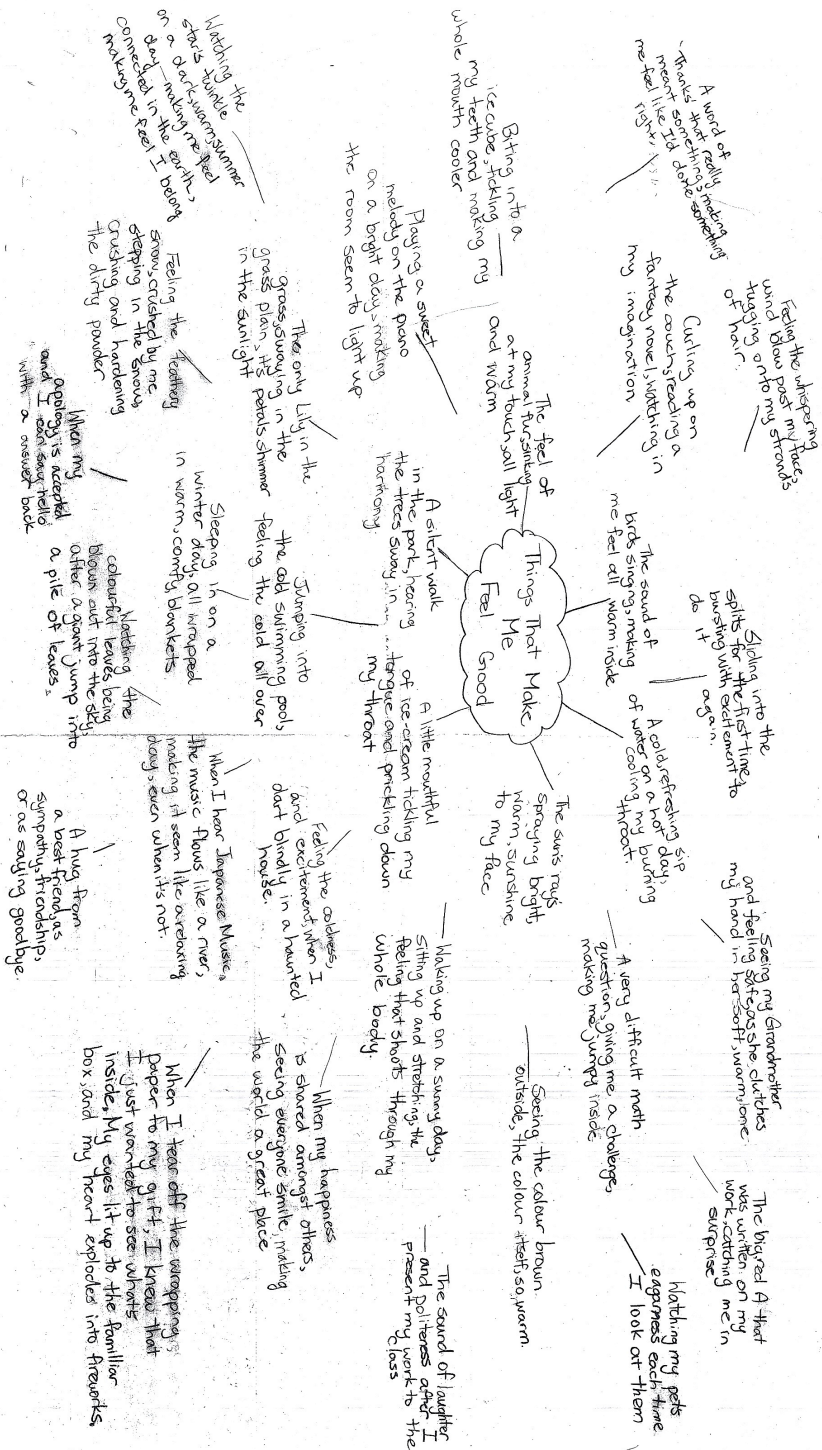 Things That Make
Me
Feel Good
A word of
"Thanks" that really
meant something, making
me feel like I'd done something
right.
Feeling the whispering
wind blow past my face,
tugging onto my strands
of hair.
Curling up on
the couch, reading a
fantasy novel, watching in
my imagination
Biting into a
ice cube, tickling
my teeth and making my
whole mouth cooler
The feel of
animal fur, sinking
at my touch, all light
and warm
The sound of
birds singing, making
me feel all warm inside
Sliding into the
splits for the first time, to
bursting with excitement to
do it again.
A cold, refreshing sip
of water on a hot day,
cooling my burning
throat.
Seeing my Grandmother
and feeling safe, as she clutches
my hand in her soft, warm, one.
The big, red A that
was written on my
work, catching me in
surprise
Watching my pets
eagarness each time
I look at them
A very difficult math
question, giving me a challenge,
making me jumpy inside
The sun's rays
spraying bright,
warm, sunshine
to my face
Seeing the colour brown
outside, the colour itself, so, warm.
Playing a sweet
melody on the piano
on a bright day, making
the room seem to light up
A silent walk
in the park, hearing
the trees sway in
harmony.
A little mouthful
of ice-cream tickling my
tongue and prickling down
my throat
Waking up on a sunny day,
sitting up and stretching, the
feeling that shoots through my
whole body.
The sound of laughter
and politeness after I
present my work to the
class
Watching the
stars twinkle
on a dark, warm, summer
day - making me feel
connected in the earth,
making me feel I belong
The only Lily in the
grass, swaying in the
grass plain, it's petals shimmer
in the sunlight
Jumping into
the cold swimming pool,
feeling the cold all over
Feeling the coldness,
and excitement, when I
dart blindly in a haunted
house.
When my happiness
is shared amongst others,
Seeing everyone smile, making
the world a great place
Feeling the feathery
snow, crushed by me
stepping in the snow,
crushing and hardening
the dirty powder
Sleeping in on a
winter day, all wrapped
in warm, comfy blankets
When I hear Japanese Music,
the music flows like a river,
making it seem like a relaxing
day, even when it's not.
When I tear off the wrapping
paper to my gift, I knew that
I just wanted to see whats
inside, My eyes lit up to the familliar
box, and my heart explodes into fireworks.
When my
apology is accepted
and I can say hello
with a answer back
Watching the
colourful leaves being
blown out into the sky,
after a giant jump into
a pile of leaves.
A hug from
a best friend, as
sympathy, friendship,
or as saying goodbye.